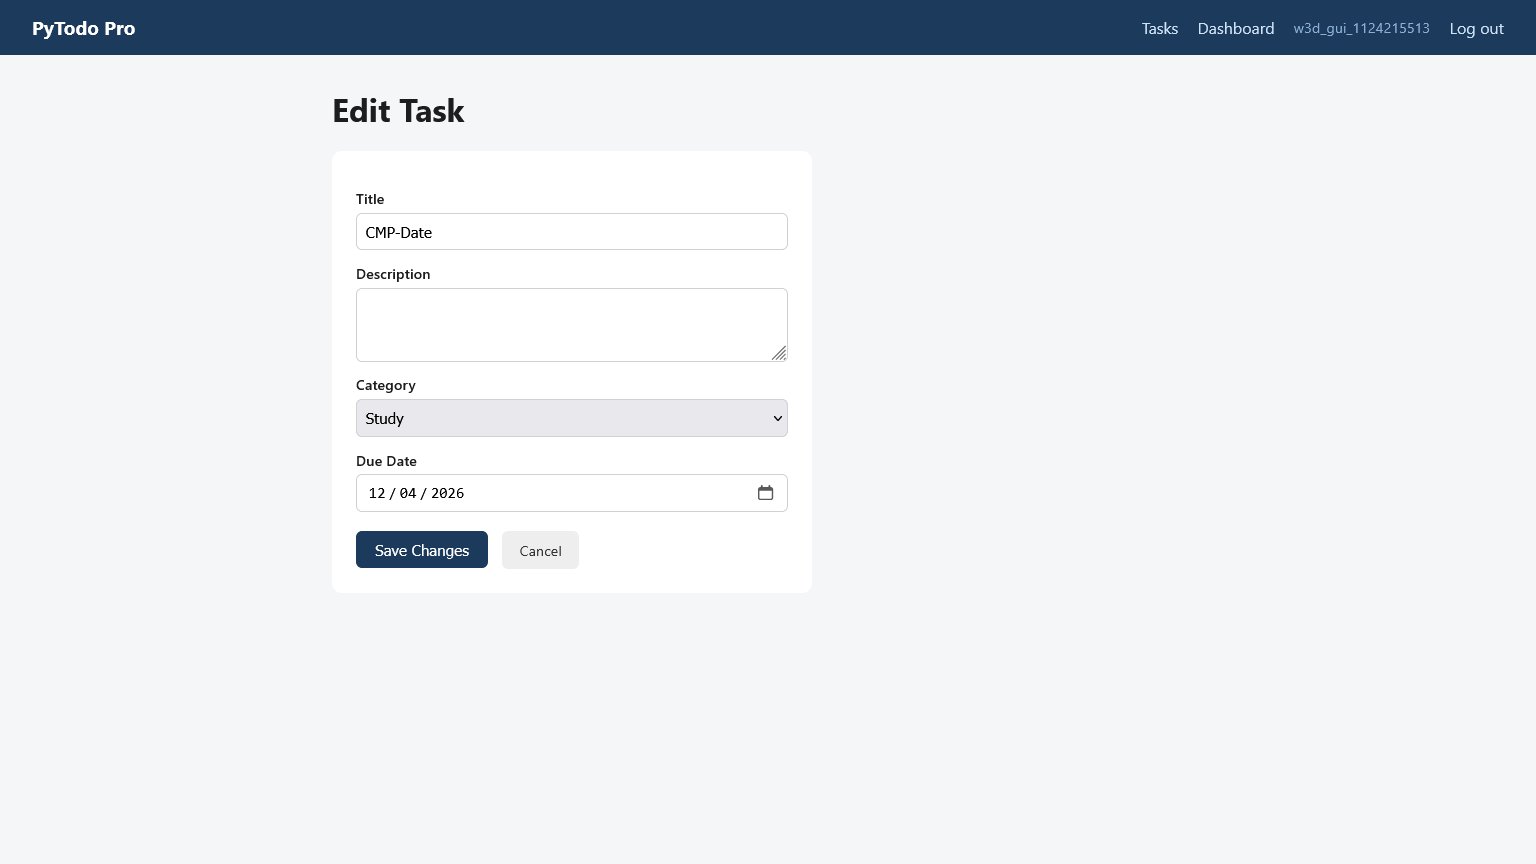 PyTodo Pro
Tasks Dashboard w3d_gui_1124215513 Log out
Edit Task
Title
CMP-Date
Description
Category
Study
Due Date
12 / 04 / 2026
Save Changes Cancel